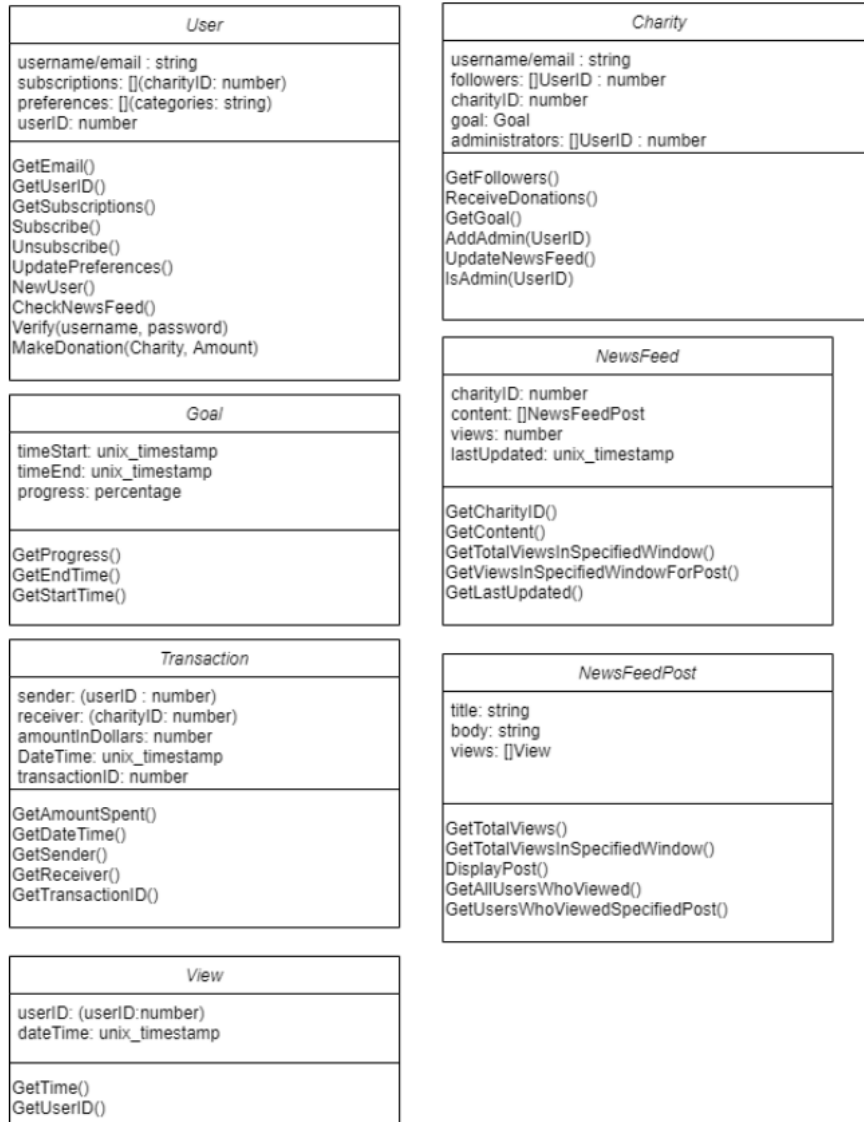 User
username/email : string
subscriptions: [](charityID: number)
preferences: [](categories: string)
userID: number
GetEmail()
GetUserID()
GetSubscriptions()
Subscribe()
Unsubscribe()
UpdatePreferences()
NewUser()
CheckNewsFeed()
Verify(username, password)
MakeDonation(Charity, Amount)
Charity
username/email : string
followers: []UserID : number
charityID: number
goal: Goal
administrators: []UserID : number
GetFollowers()
ReceiveDonations()
GetGoal()
AddAdmin(UserID)
UpdateNewsFeed()
IsAdmin(UserID)
Goal
timeStart: unix_timestamp
timeEnd: unix_timestamp
progress: percentage
GetProgress()
GetEndTime()
GetStartTime()
NewsFeed
charityID: number
content: []NewsFeedPost
views: number
lastUpdated: unix_timestamp
GetCharityID()
GetContent()
GetTotalViewsInSpecifiedWindow()
GetViewsInSpecifiedWindowForPost()
GetLastUpdated()
Transaction
sender: (userID : number)
receiver: (charityID: number)
amountInDollars: number
DateTime: unix_timestamp
transactionID: number
GetAmountSpent()
GetDateTime()
GetSender()
GetReceiver()
GetTransactionID()
NewsFeedPost
title: string
body: string
views: []View
GetTotalViews()
GetTotalViewsInSpecifiedWindow()
DisplayPost()
GetAllUsersWhoViewed()
GetUsersWhoViewedSpecifiedPost()
View
userID: (userID:number)
dateTime: unix_timestamp
GetTime()
GetUserID()